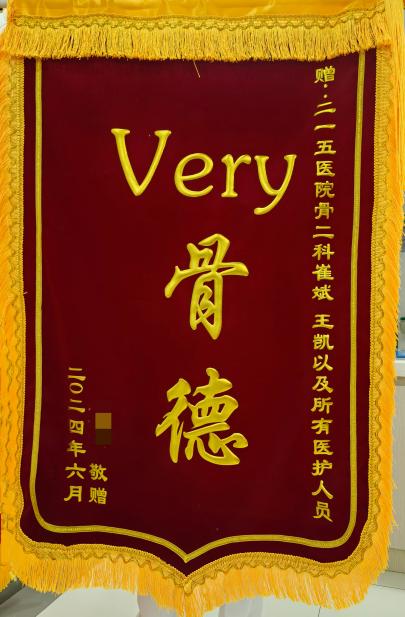 赠:二一五医院骨二科崔斌 王凯以及所有医护人员
Very
骨
德
敬赠
二〇二四年六月